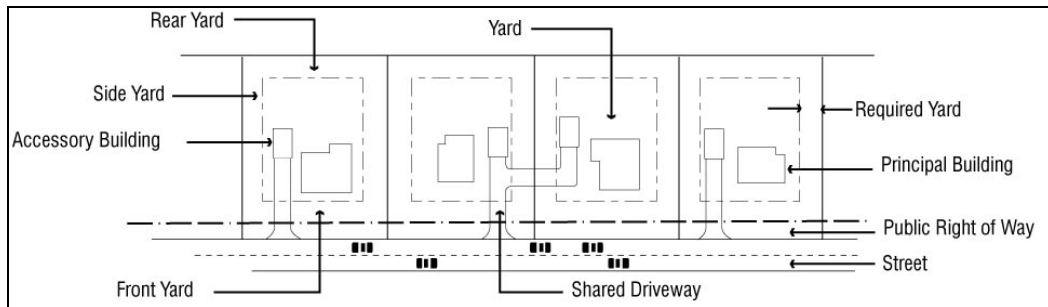 Rear Yard
Yard
Side Yard
Required Yard
Accessory Building
Principal Building
Public Right of Way
Street
Front Yard
Shared Driveway